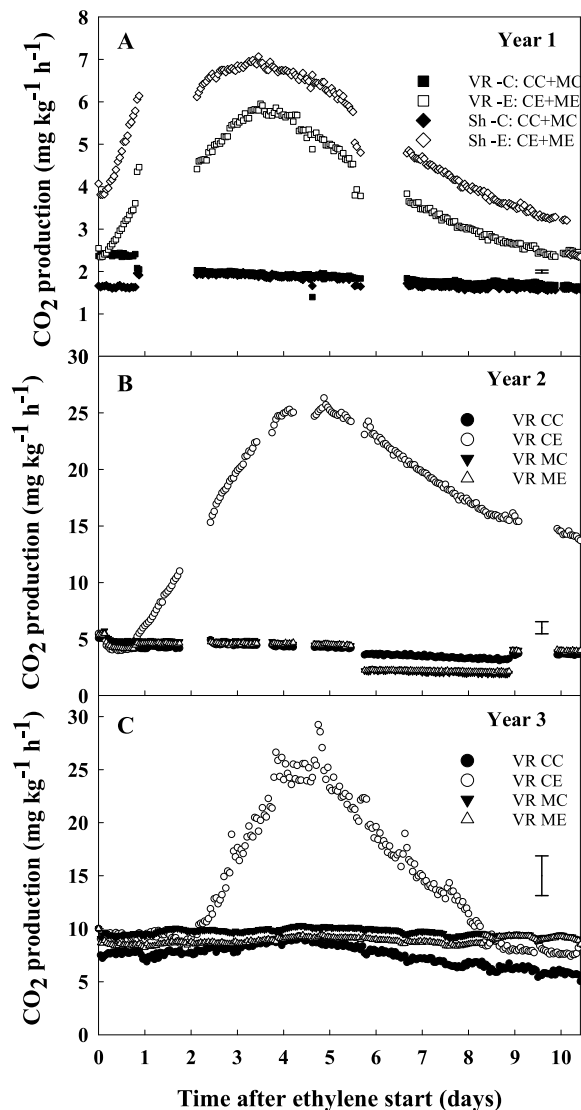 A
Year 1
VR -C: CC+MC
VR -E: CE+ME
Sh -C: CC+MC
Sh -E: CE+ME
CO2 production (mg kg-1 h-1)
8
7
6
5
4
3
2
1
30
B
Year 2
VR CC
VR CE
VR MC
VR ME
CO2 production (mg kg-1 h-1)
25
20
15
10
5
0
C
Year 3
VR CC
VR CE
VR MC
VR ME
CO2 production (mg kg-1 h-1)
30
25
20
15
10
5
0
0 1 2 3 4 5 6 7 8 9 10
Time after ethylene start (days)